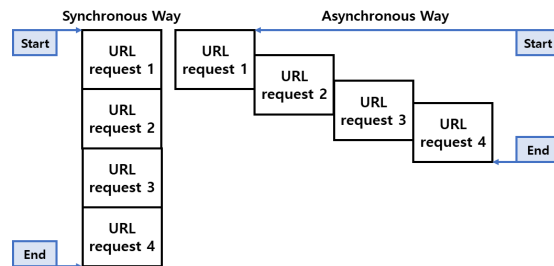 Synchronous Way
Asynchronous Way
Start
URL
request 1
URL
request 2
URL
request 3
URL
request 4
End
URL
request 1
URL
request 2
URL
request 3
URL
request 4
Start
End